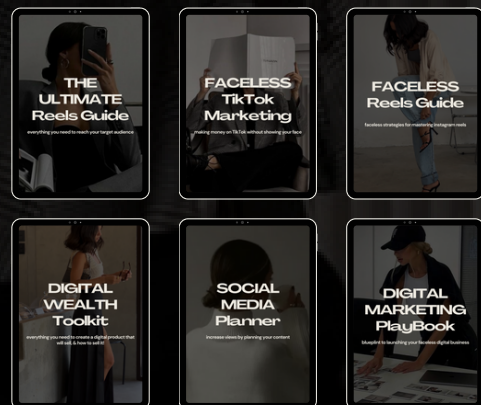 THE
ULTIMATE
Reels Guide
everything you need to reach your target audience
FACELESS
TikTok
Marketing
making money on TikTok without showing your face
FACELESS
Reels Guide
faceless strategies for mastering instagram reels
DIGITAL
WEALTH
Toolkit
everything you need to create a digital product that
will sell & how to sell it!
SOCIAL
MEDIA
Planner
increase views by planning your content
DIGITAL
MARKETING
PlayBook
blueprint to launching your faceless digital business